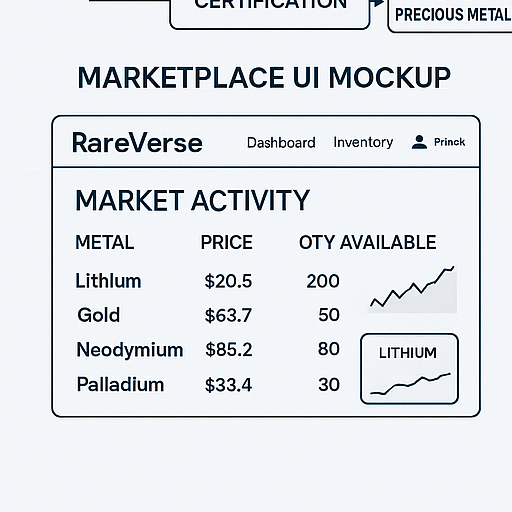 CERTIFICATION
PRECIOUS METAL
MARKETPLACE UI MOCKUP
RareVerse Dashboard Inventory Princk
MARKET ACTIVITY
METAL PRICE OTY AVAILABLE
Lithlum $20.5 200
Gold $63.7 50
Neodymium $85.2 80
LITHIUM
Palladium $33.4 30